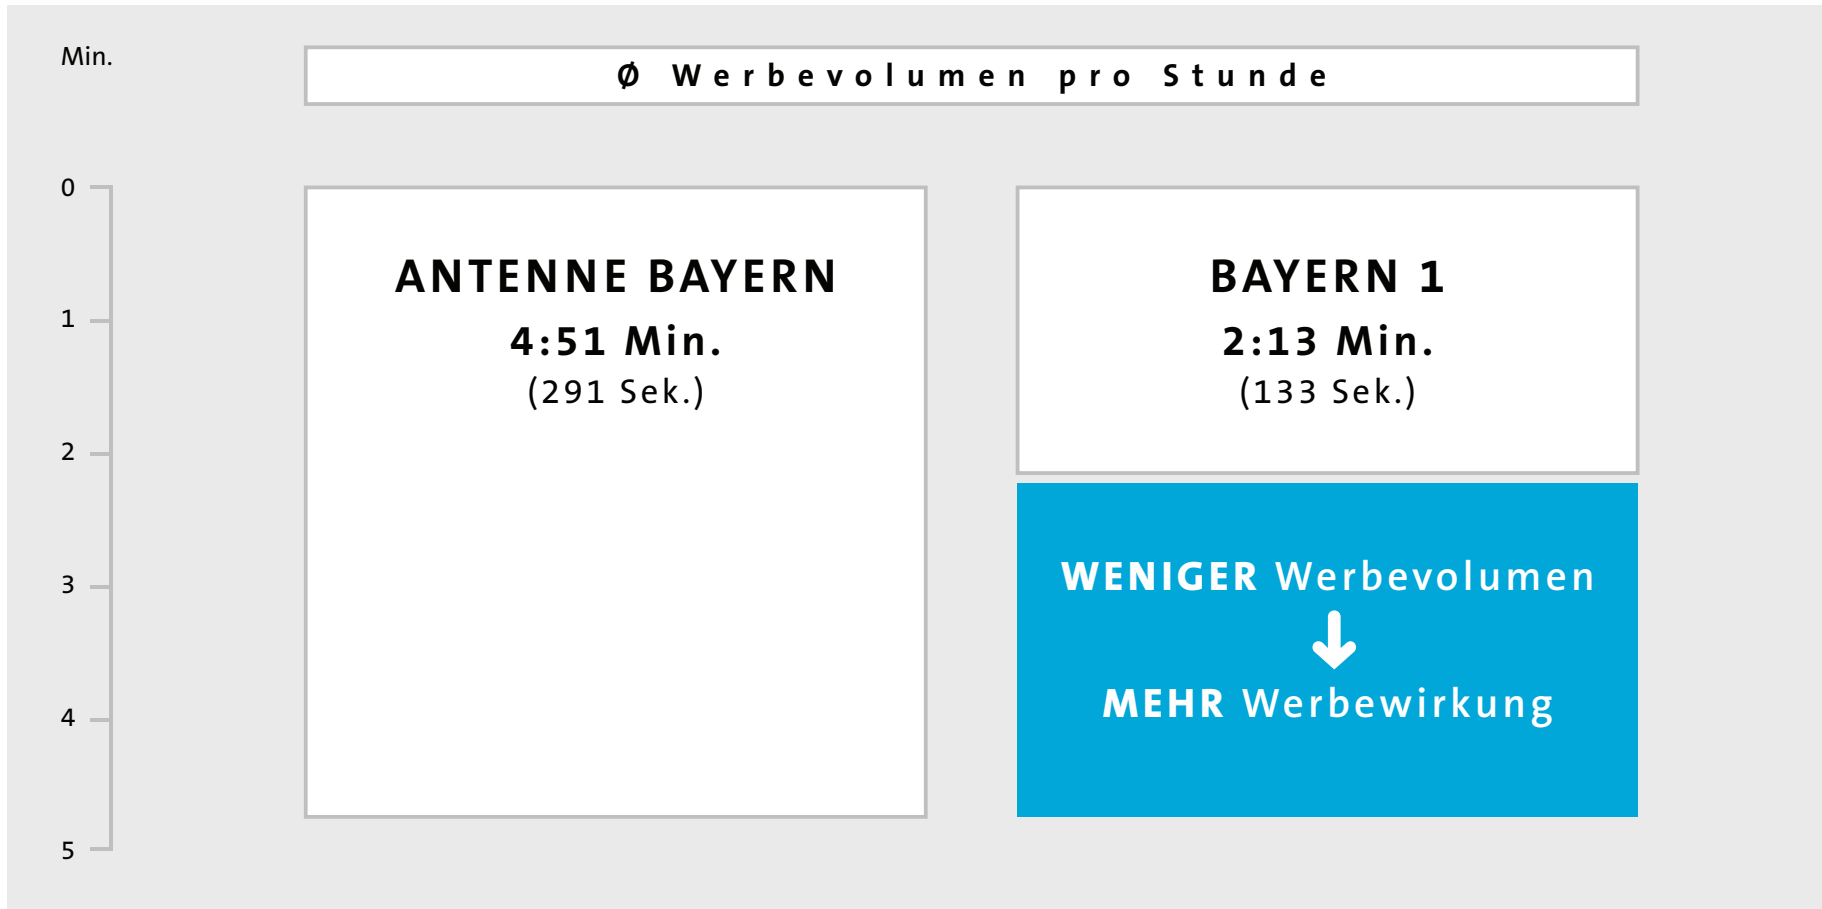 Min.
Ø Werbevolumen pro Stunde
0
1
2
3
4
5
ANTENNE BAYERN
4:51 Min.
(291 Sek.)
BAYERN 1
2:13 Min.
(133 Sek.)
WENIGER Werbevolumen
MEHR Werbewirkung